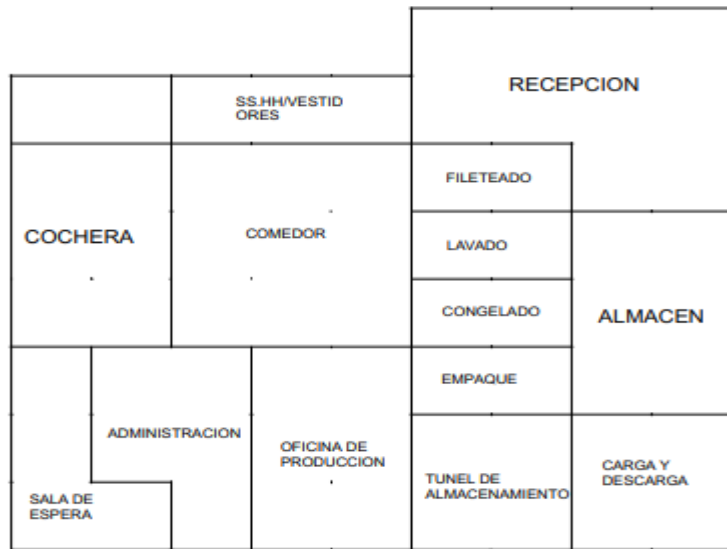 RECEPCION
SS.HH/VESTID
ORES
FILETEADO
COCHERA
COMEDOR
LAVADO
CONGELADO
ALMACEN
EMPAQUE
ADMINISTRACION
OFICINA DE
PRODUCCION
TUNEL DE
ALMACENAMIENTO
CARGA Y
DESCARGA
SALA DE
ESPERA